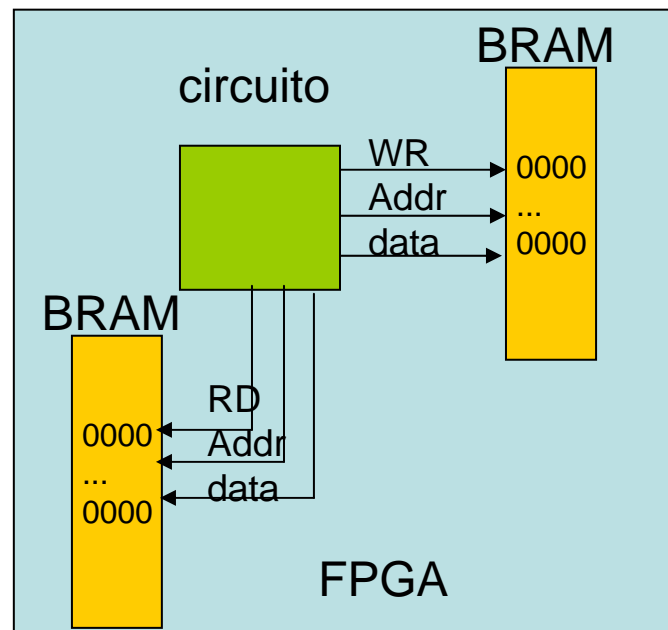 BRAM
circuito
WR
0000
Addr
...
data
0000
BRAM
RD
0000
Addr
...
data
0000
FPGA